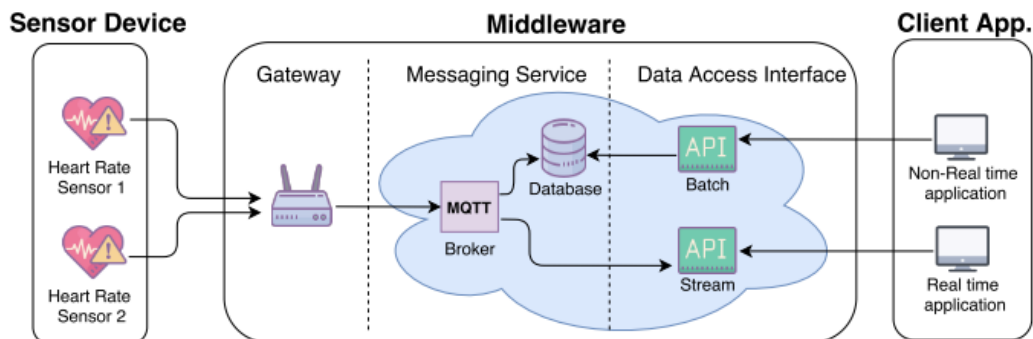 Sensor Device
Middleware
Client App.
Gateway
Messaging Service
Data Access Interface
Heart Rate
Sensor 1
Heart Rate
Sensor 2
MQTT
Broker
Database
API
Batch
API
Stream
Non-Real time
application
Real time
application